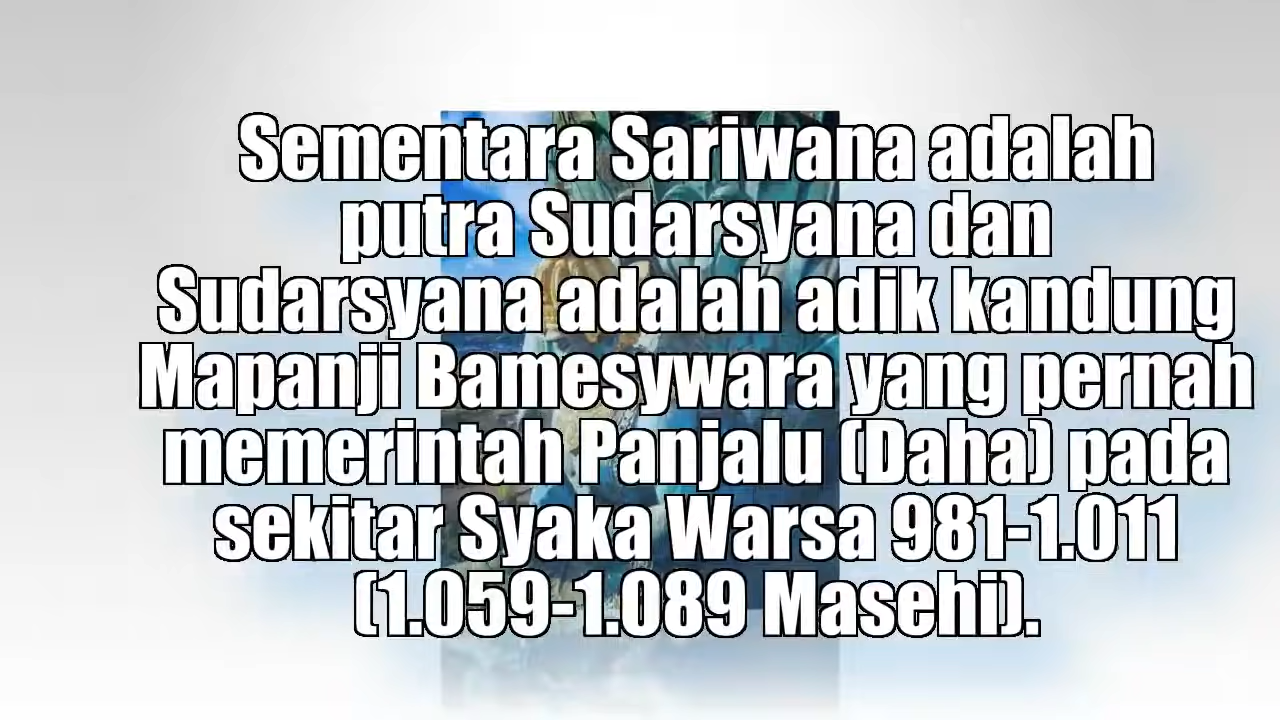 Sementara Sariwana adalah
putra Sudarsyana dan
Sudarsyana adalah adik kandung
Mapanji Bamesywara yang pernah
memerintah Panjalu (Daha) pada
sekitar Syaka Warsa 981-1.011
(1.059-1.089 Masehi).